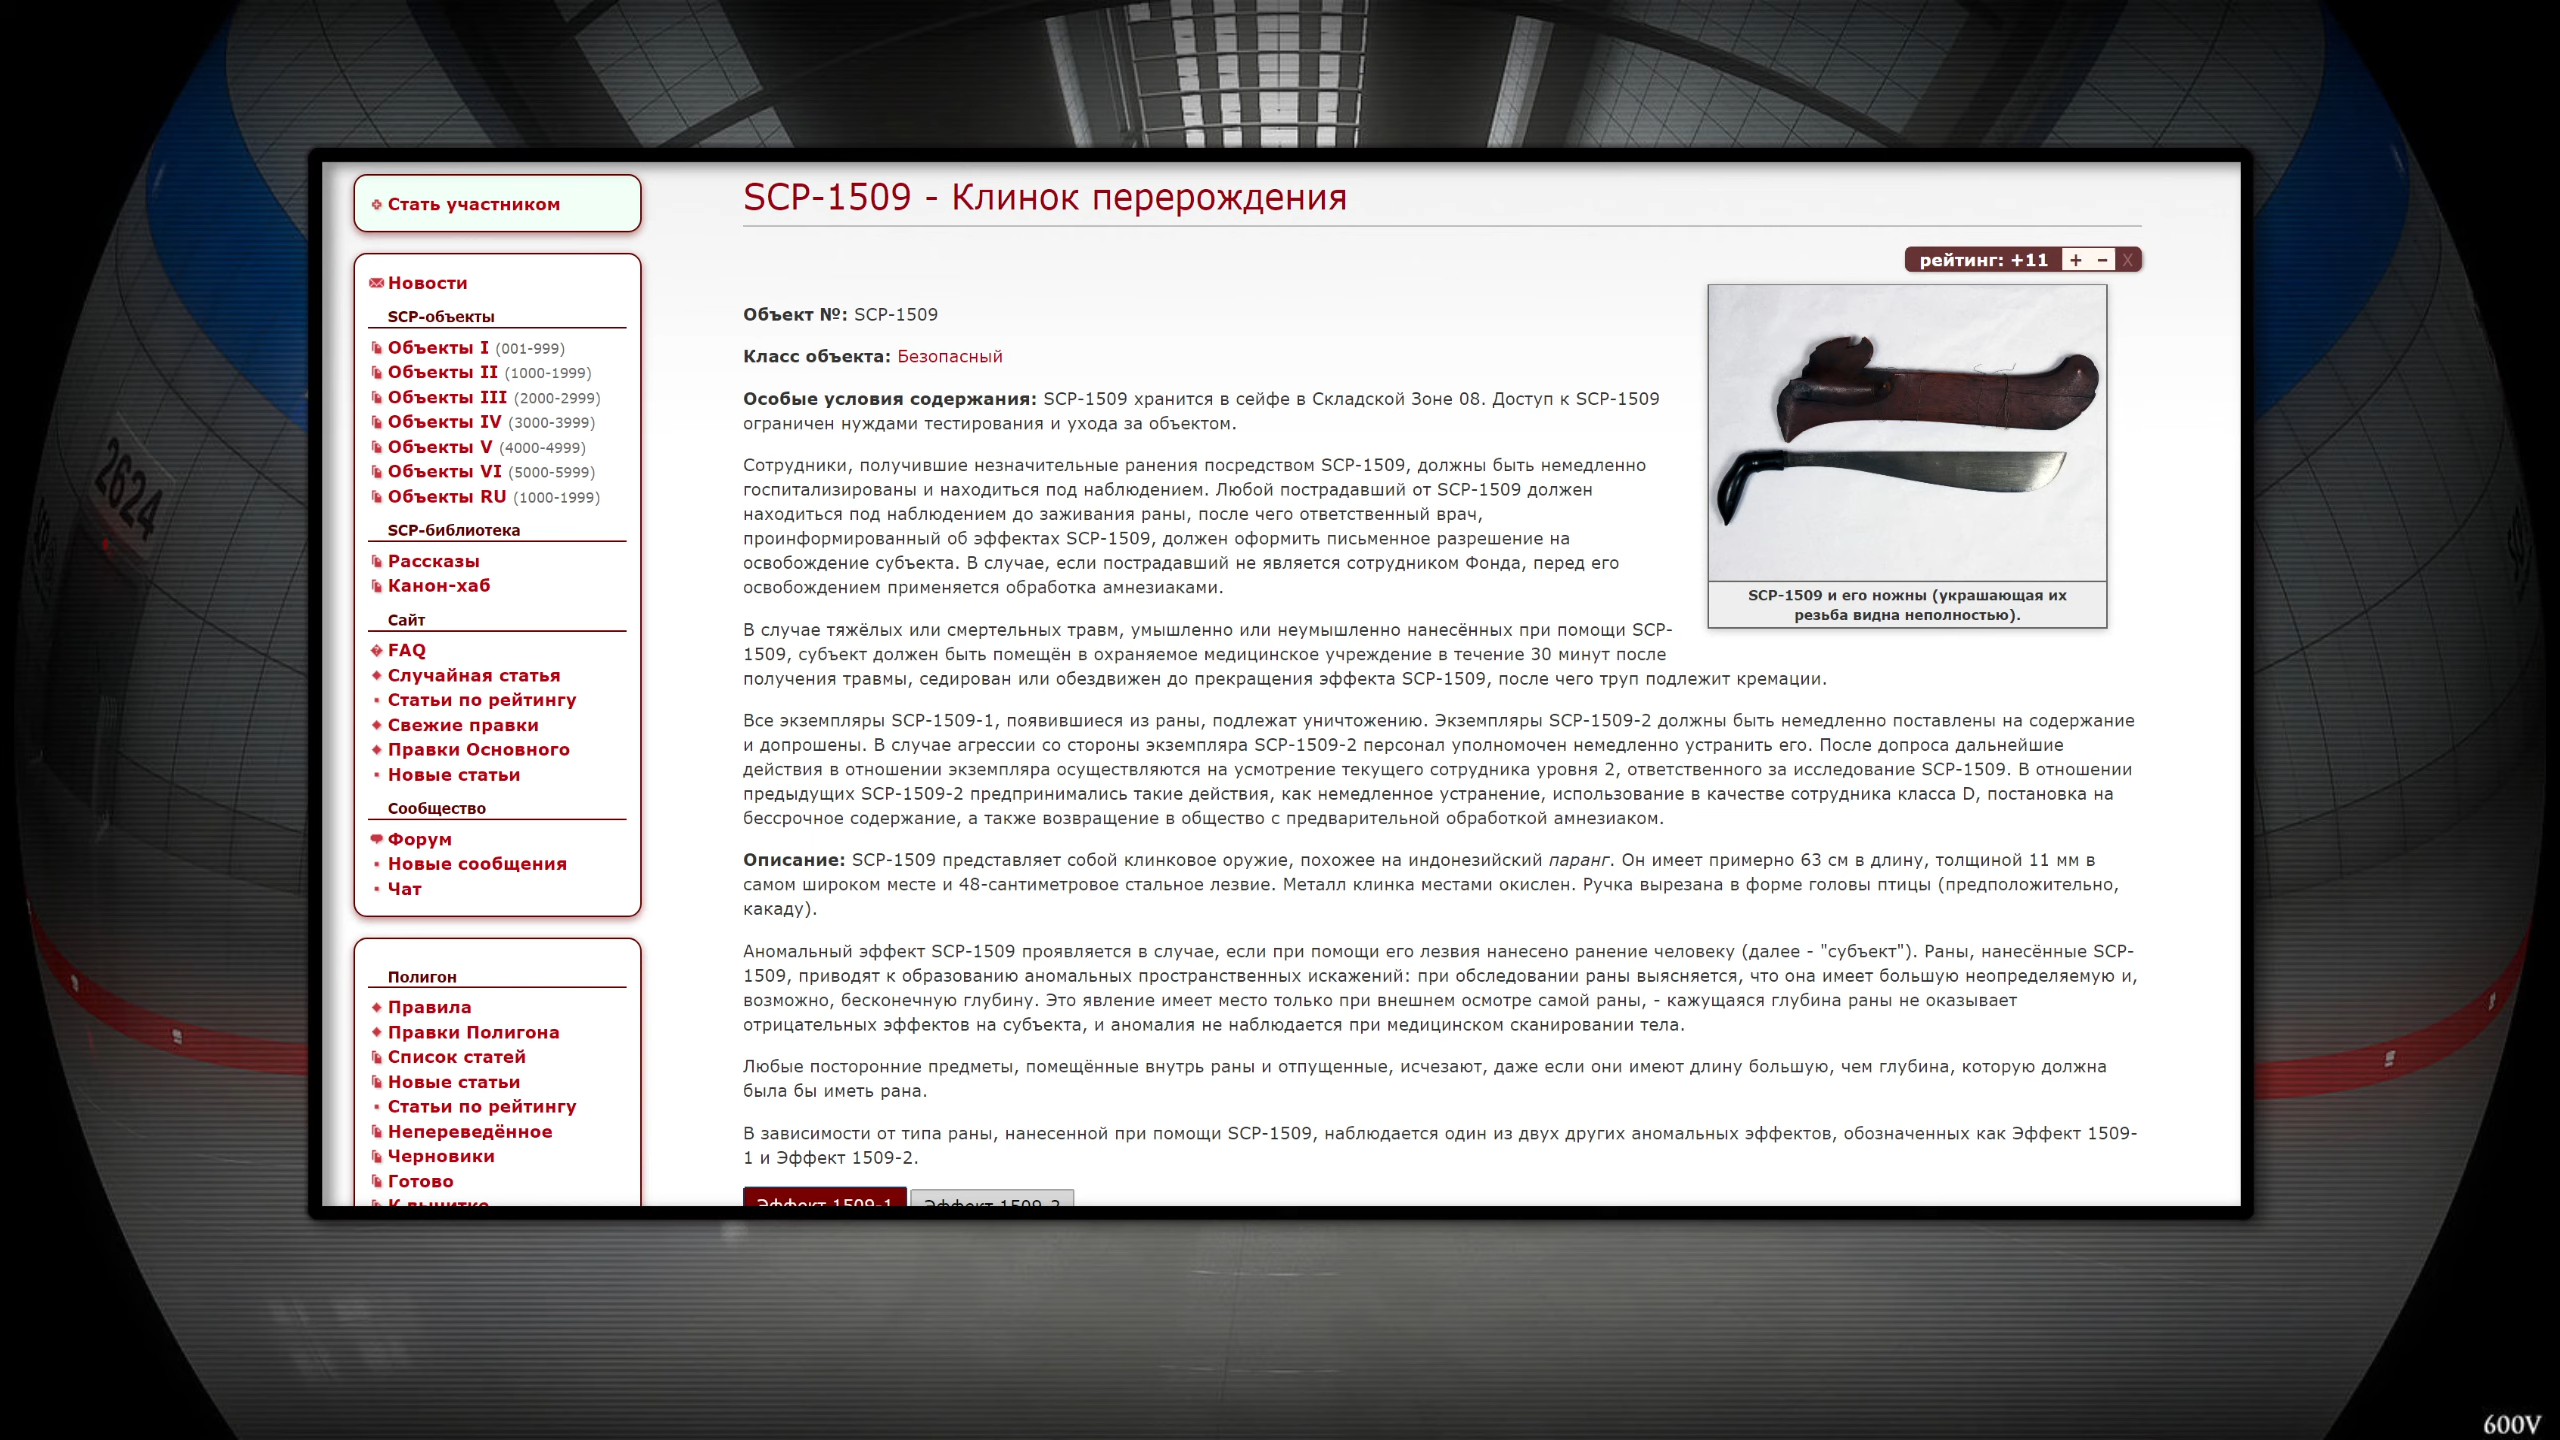 Стать участником
Новости
SCP-объекты
Объекты I (001-999)
Объекты II (1000-1999)
Объекты III (2000-2999)
Объекты IV (3000-3999)
Объекты V (4000-4999)
Объекты VI (5000-5999)
Объекты RU (1000-1999)
SCP-библиотека
Рассказы
Канон-хаб
Сайт
FAQ
Случайная статья
Статьи по рейтингу
Свежие правки
Правки Основного
Новые статьи
Сообщество
Форум
Новые сообщения
Чат
Полигон
Правила
Правки Полигона
Список статей
Новые статьи
Статьи по рейтингу
Непереведённое
Черновики
Готово
К вычитке
SCP-1509 - Клинок перерождения
рейтинг: +11 + − X
Объект №: SCP-1509
Класс объекта: Безопасный
Особые условия содержания: SCP-1509 хранится в сейфе в Складской Зоне 08. Доступ к SCP-1509
ограничен нуждами тестирования и ухода за объектом.
Сотрудники, получившие незначительные ранения посредством SCP-1509, должны быть немедленно
госпитализированы и находиться под наблюдением. Любой пострадавший от SCP-1509 должен
находиться под наблюдением до заживания раны, после чего ответственный врач,
проинформированный об эффектах SCP-1509, должен оформить письменное разрешение на
освобождение субъекта. В случае, если пострадавший не является сотрудником Фонда, перед его
освобождением применяется обработка амнезиаками.
SCP-1509 и его ножны (украшающая их
резьба видна неполностью).
В случае тяжёлых или смертельных травм, умышленно или неумышленно нанесённых при помощи SCP-
1509, субъект должен быть помещён в охраняемое медицинское учреждение в течение 30 минут после
получения травмы, седирован или обездвижен до прекращения эффекта SCP-1509, после чего труп подлежит кремации.
Все экземпляры SCP-1509-1, появившиеся из раны, подлежат уничтожению. Экземпляры SCP-1509-2 должны быть немедленно поставлены на содержание
и допрошены. В случае агрессии со стороны экземпляра SCP-1509-2 персонал уполномочен немедленно устранить его. После допроса дальнейшие
действия в отношении экземпляра осуществляются на усмотрение текущего сотрудника уровня 2, ответственного за исследование SCP-1509. В отношении
предыдущих SCP-1509-2 предпринимались такие действия, как немедленное устранение, использование в качестве сотрудника класса D, постановка на
бессрочное содержание, а также возвращение в общество с предварительной обработкой амнезиаком.
Описание: SCP-1509 представляет собой клинковое оружие, похожее на индонезийский паранг. Он имеет примерно 63 см в длину, толщиной 11 мм в
самом широком месте и 48-сантиметровое стальное лезвие. Металл клинка местами окислен. Ручка вырезана в форме головы птицы (предположительно,
какаду).
Аномальный эффект SCP-1509 проявляется в случае, если при помощи его лезвия нанесено ранение человеку (далее - "субъект"). Раны, нанесённые SCP-
1509, приводят к образованию аномальных пространственных искажений: при обследовании раны выясняется, что она имеет большую неопределяемую и,
возможно, бесконечную глубину. Это явление имеет место только при внешнем осмотре самой раны, - кажущаяся глубина раны не оказывает
отрицательных эффектов на субъекта, и аномалия не наблюдается при медицинском сканировании тела.
Любые посторонние предметы, помещённые внутрь раны и отпущенные, исчезают, даже если они имеют длину большую, чем глубина, которую должна
была бы иметь рана.
В зависимости от типа раны, нанесенной при помощи SCP-1509, наблюдается один из двух других аномальных эффектов, обозначенных как Эффект 1509-
1 и Эффект 1509-2.
Эффект 1509-1 Эффект 1509-2
2624
600V